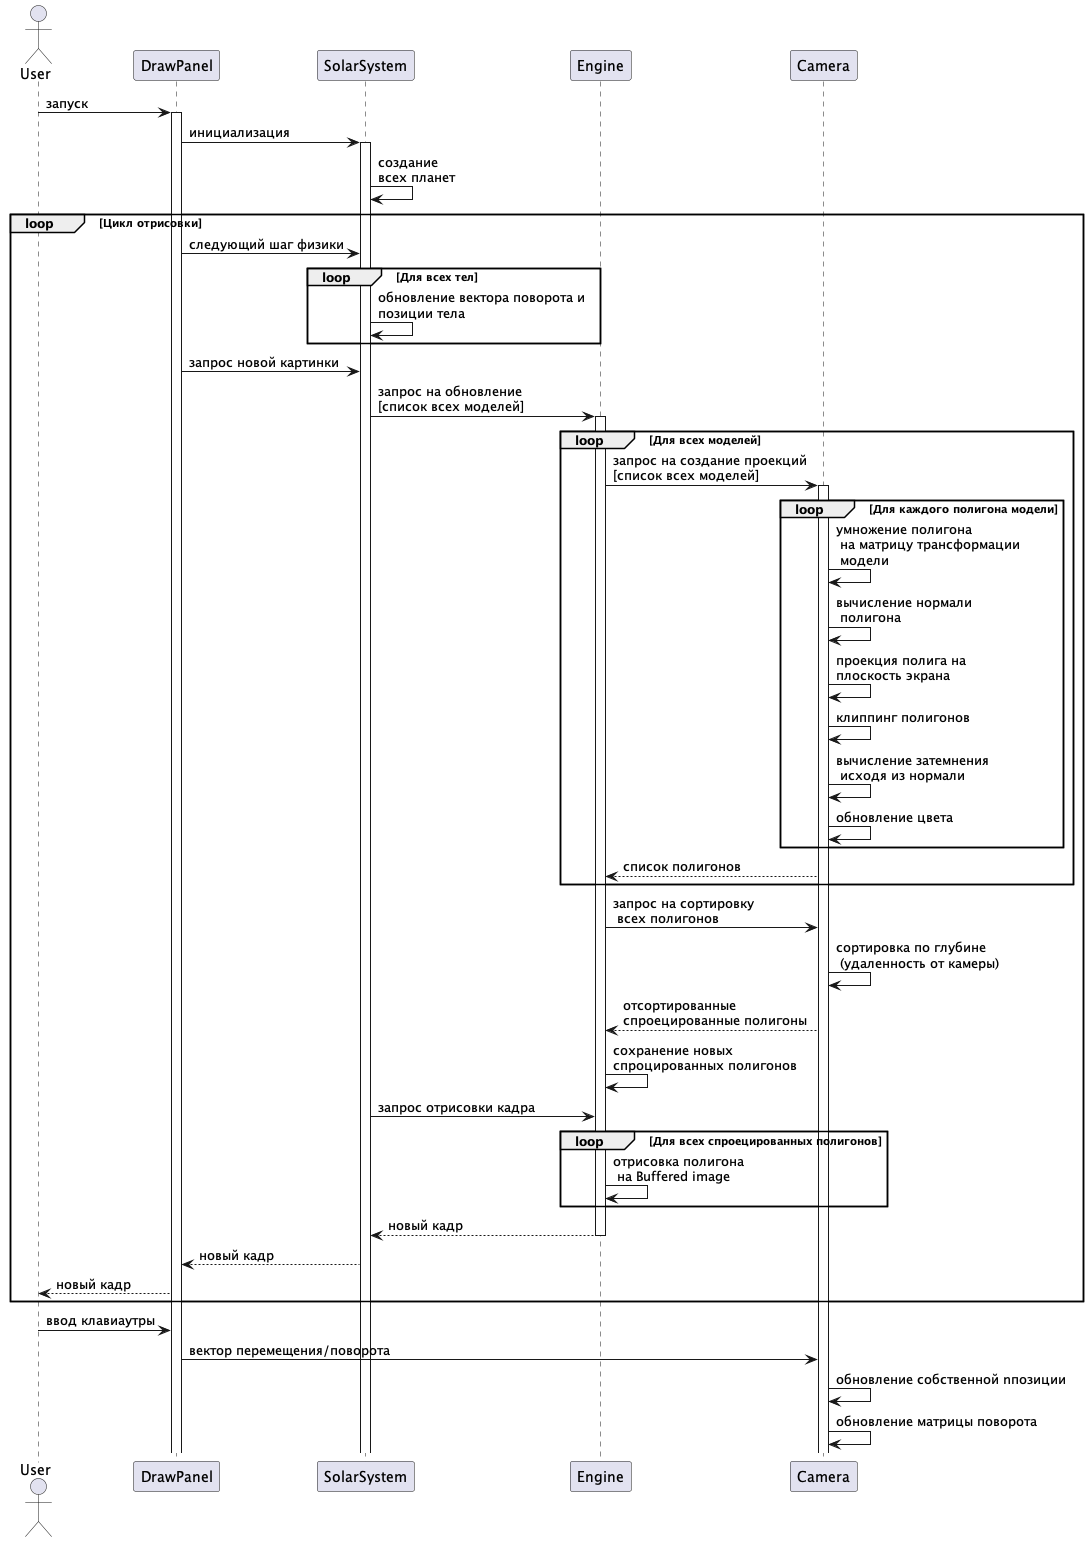 User
DrawPanel
SolarSystem
Engine
Camera
запуск
инициализация
создание
всех планет
loop
[Цикл отрисовки]
следующий шаг физики
loop
[Для всех тел]
обновление вектора поворота и
позиции тела
запрос новой картинки
запрос на обновление
[список всех моделей]
loop
[Для всех моделей]
запрос на создание проекций
[список всех моделей]
loop
[Для каждого полигона модели]
умножение полигона
на матрицу трансформации
модели
вычисление нормали
полигона
проекция полига на
плоскость экрана
клиппинг полигонов
вычисление затемнения
исходя из нормали
обновление цвета
список полигонов
запрос на сортировку
всех полигонов
сортировка по глубине
(удаленность от камеры)
отсортированные
спроецированные полигоны
сохранение новых
спроцированных полигонов
запрос отрисовки кадра
loop
[Для всех спроецированных полигонов]
отрисовка полигона
на Buffered image
новый кадр
новый кадр
новый кадр
ввод клавиаутры
вектор перемещения/поворота
обновление собственной nпозиции
обновление матрицы поворота
User
DrawPanel
SolarSystem
Engine
Camera